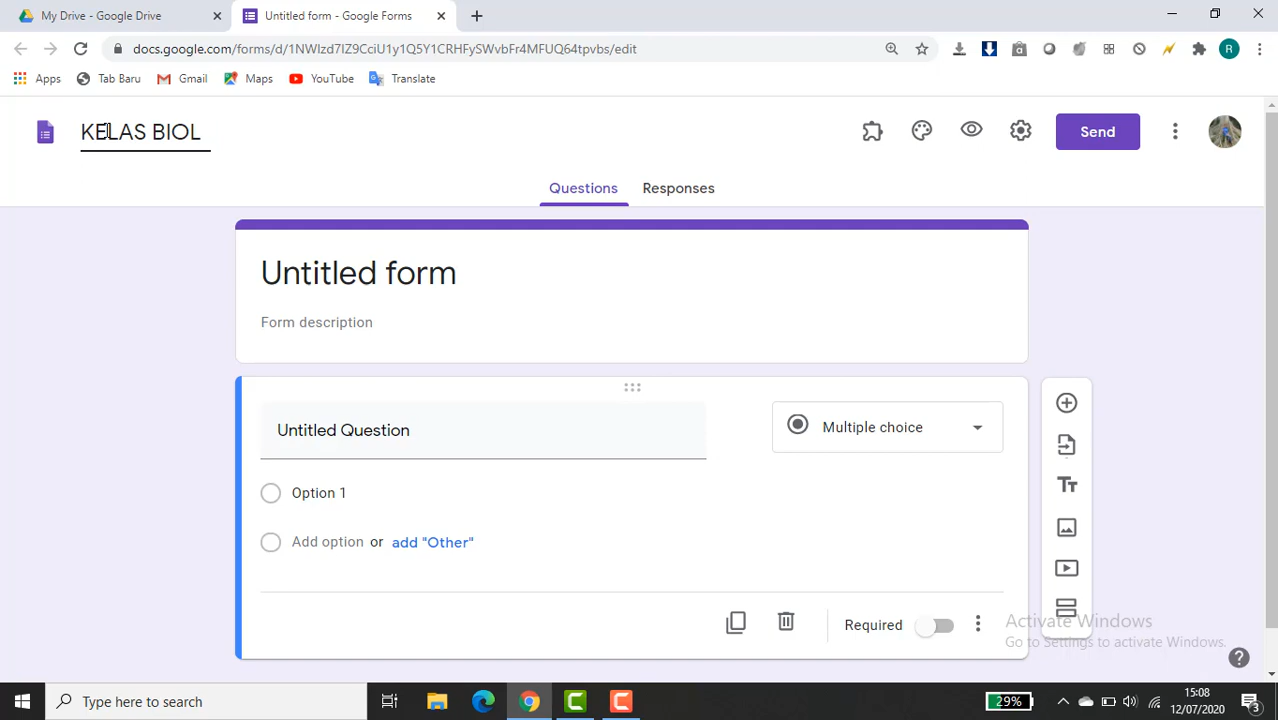 My Drive - Google Drive
Untitled form - Google Forms
docs.google.com/forms/d/1NWIzd7IZ9CciU1y1Q5Y1CRHFySWvbFr4MFUQ64tpvbs/edit
R
Apps
Tab Baru
Gmail
Maps
YouTube
Translate
KELAS BIOL
Send
Questions
Responses
Untitled form
Form description
Untitled Question
Multiple choice
Option 1
Add option or add "Other"
Required
Activate Windows
Go to Settings to activate Windows.
Type here to search
29%
15:08
12/07/2020
3